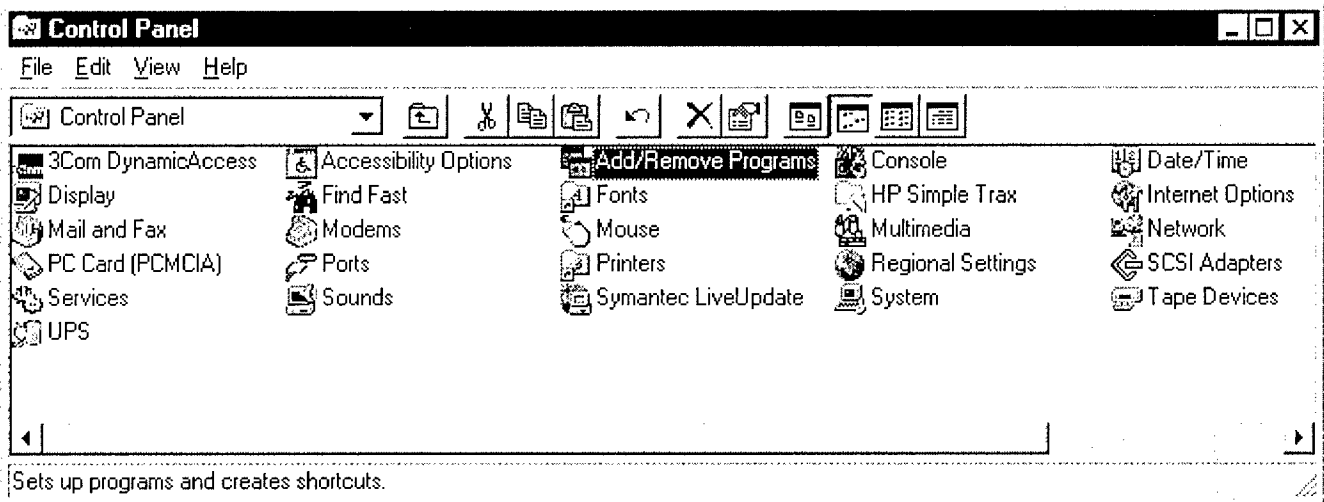 Control Panel
File Edit View Help
Control Panel
3Com DynamicAccess Accessibility Options Add/Remove Programs Console Date/Time
Display Find Fast Fonts HP Simple Trax Internet Options
Mail and Fax Modems Mouse Multimedia Network
PC Card (PCMCIA) Ports Printers Regional Settings SCSI Adapters
Services Sounds Symantec LiveUpdate System Tape Devices
UPS
Sets up programs and creates shortcuts.